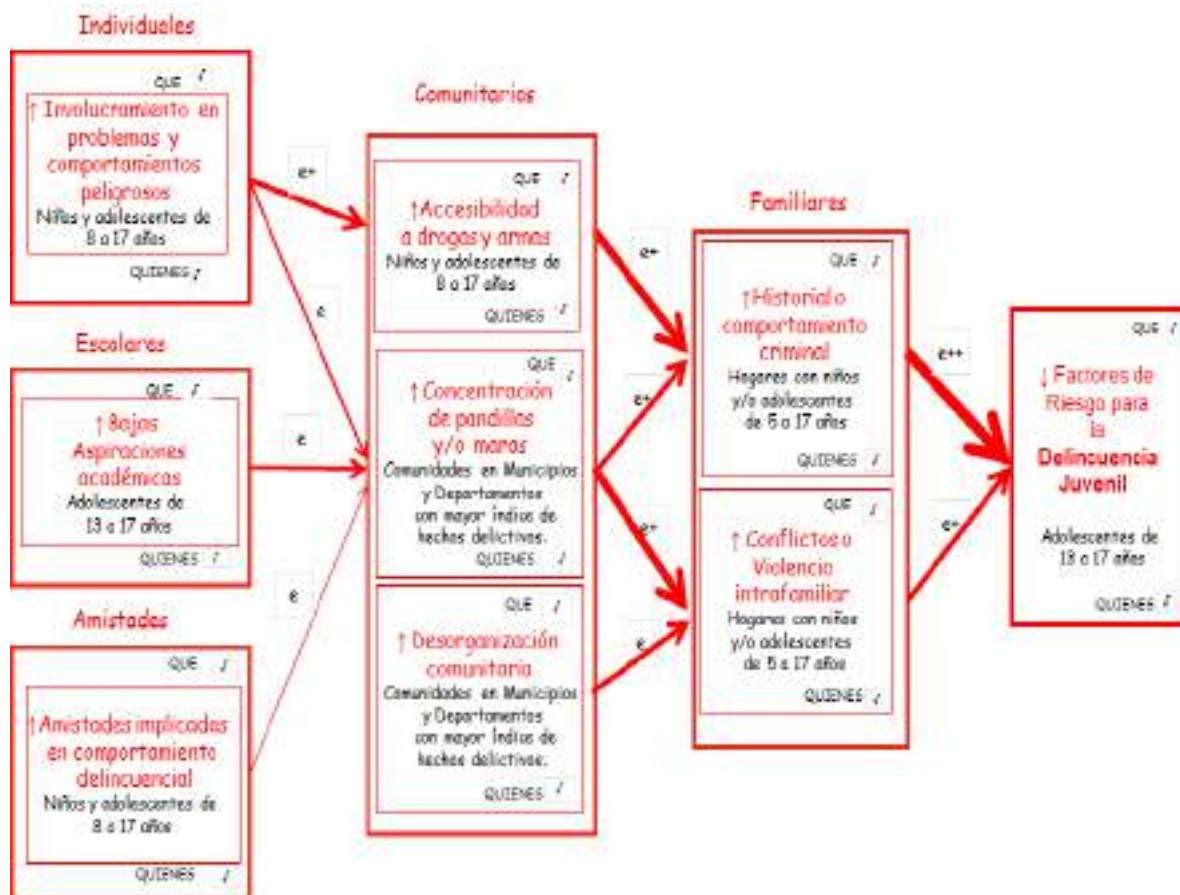 Individuales
QUE
↑ Involucramiento en
problemas y
comportamientos
peligrosos
Niños y adolescentes de
8 a 17 años
QUIENES
Escolares
QUE
↑ Bajas
Aspiraciones
académicas
Adolescentes de
13 a 17 años
QUIENES
Amistades
QUE
↑Amistades implicadas
en comportamiento
delincuencial
Niños y adolescentes de
8 a 17 años
QUIENES
e+
e
e
e
Comunitarios
QUE
↑Accesibilidad
a drogas y armas
Niños y adolescentes de
8 a 17 años
QUIENES
QUE
↑ Concentración
de pandillas
y/o maras
Comunidades en Municipios
y Departamentos
con mayor índice de
hechos delictivos.
QUE
↑ Desorganización
comunitaria
Comunidades en Municipios
y Departamentos
con mayor índice de
hechos delictivos.
QUIENES
e+
e+
e+
e
Familiares
QUE
↑Historial o
comportamiento
criminal
Hogares con niños
y/o adolescentes
de 5 a 17 años
QUIENES
QUE
↑ Conflictos o
Violencia
intrafamiliar
Hogares con niños
y/o adolescentes
de 5 a 17 años
QUIENES
e++
e+
QUE
↓ Factores de
Riesgo para
la
Delincuencia
Juvenil
Adolescentes de
13 a 17 años
QUIENES